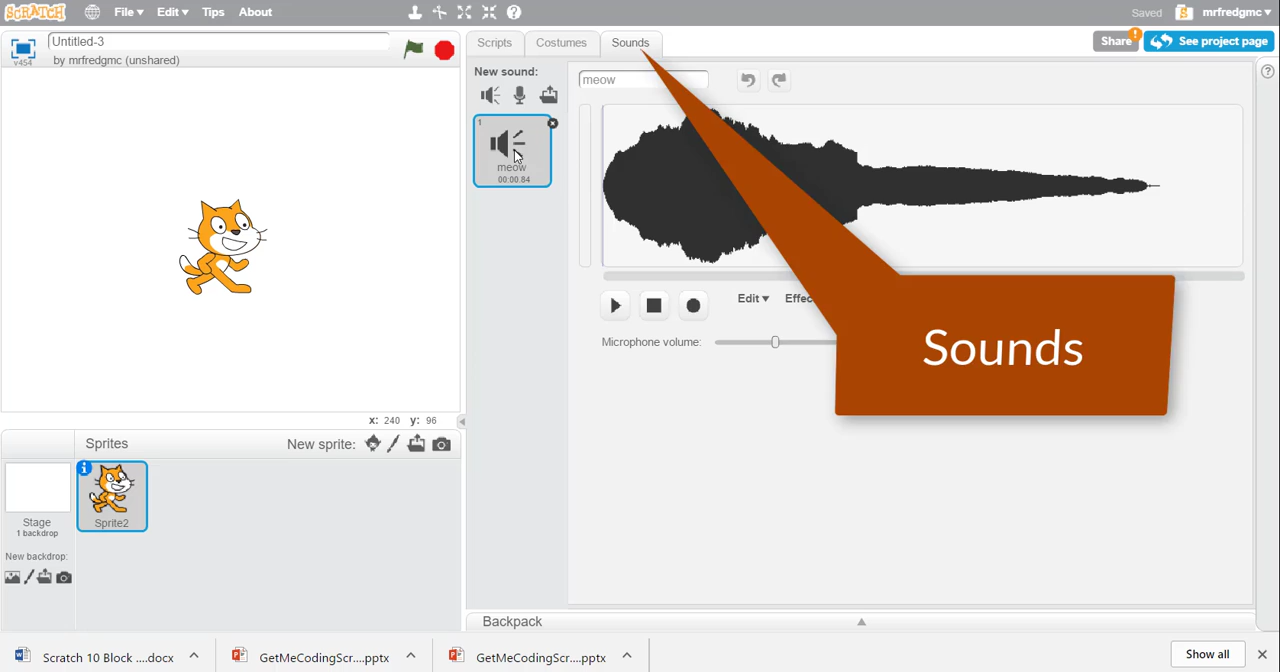 SCRATCH File▼ Edit▼ Tips About Saved mrfredgmc▼
Untitled-3
by mrfredgmc (unshared)
v454
Scripts Costumes Sounds
Share ! See project page
New sound:
meow
1
meow
00:00.84
Edit▼ Effec
Microphone volume:
Sounds
x: 240 y: 96
Sprites New sprite:
Stage
1 backdrop
Sprite2
New backdrop:
Backpack
Scratch 10 Block ....docx GetMeCodingScr....pptx GetMeCodingScr....pptx Show all